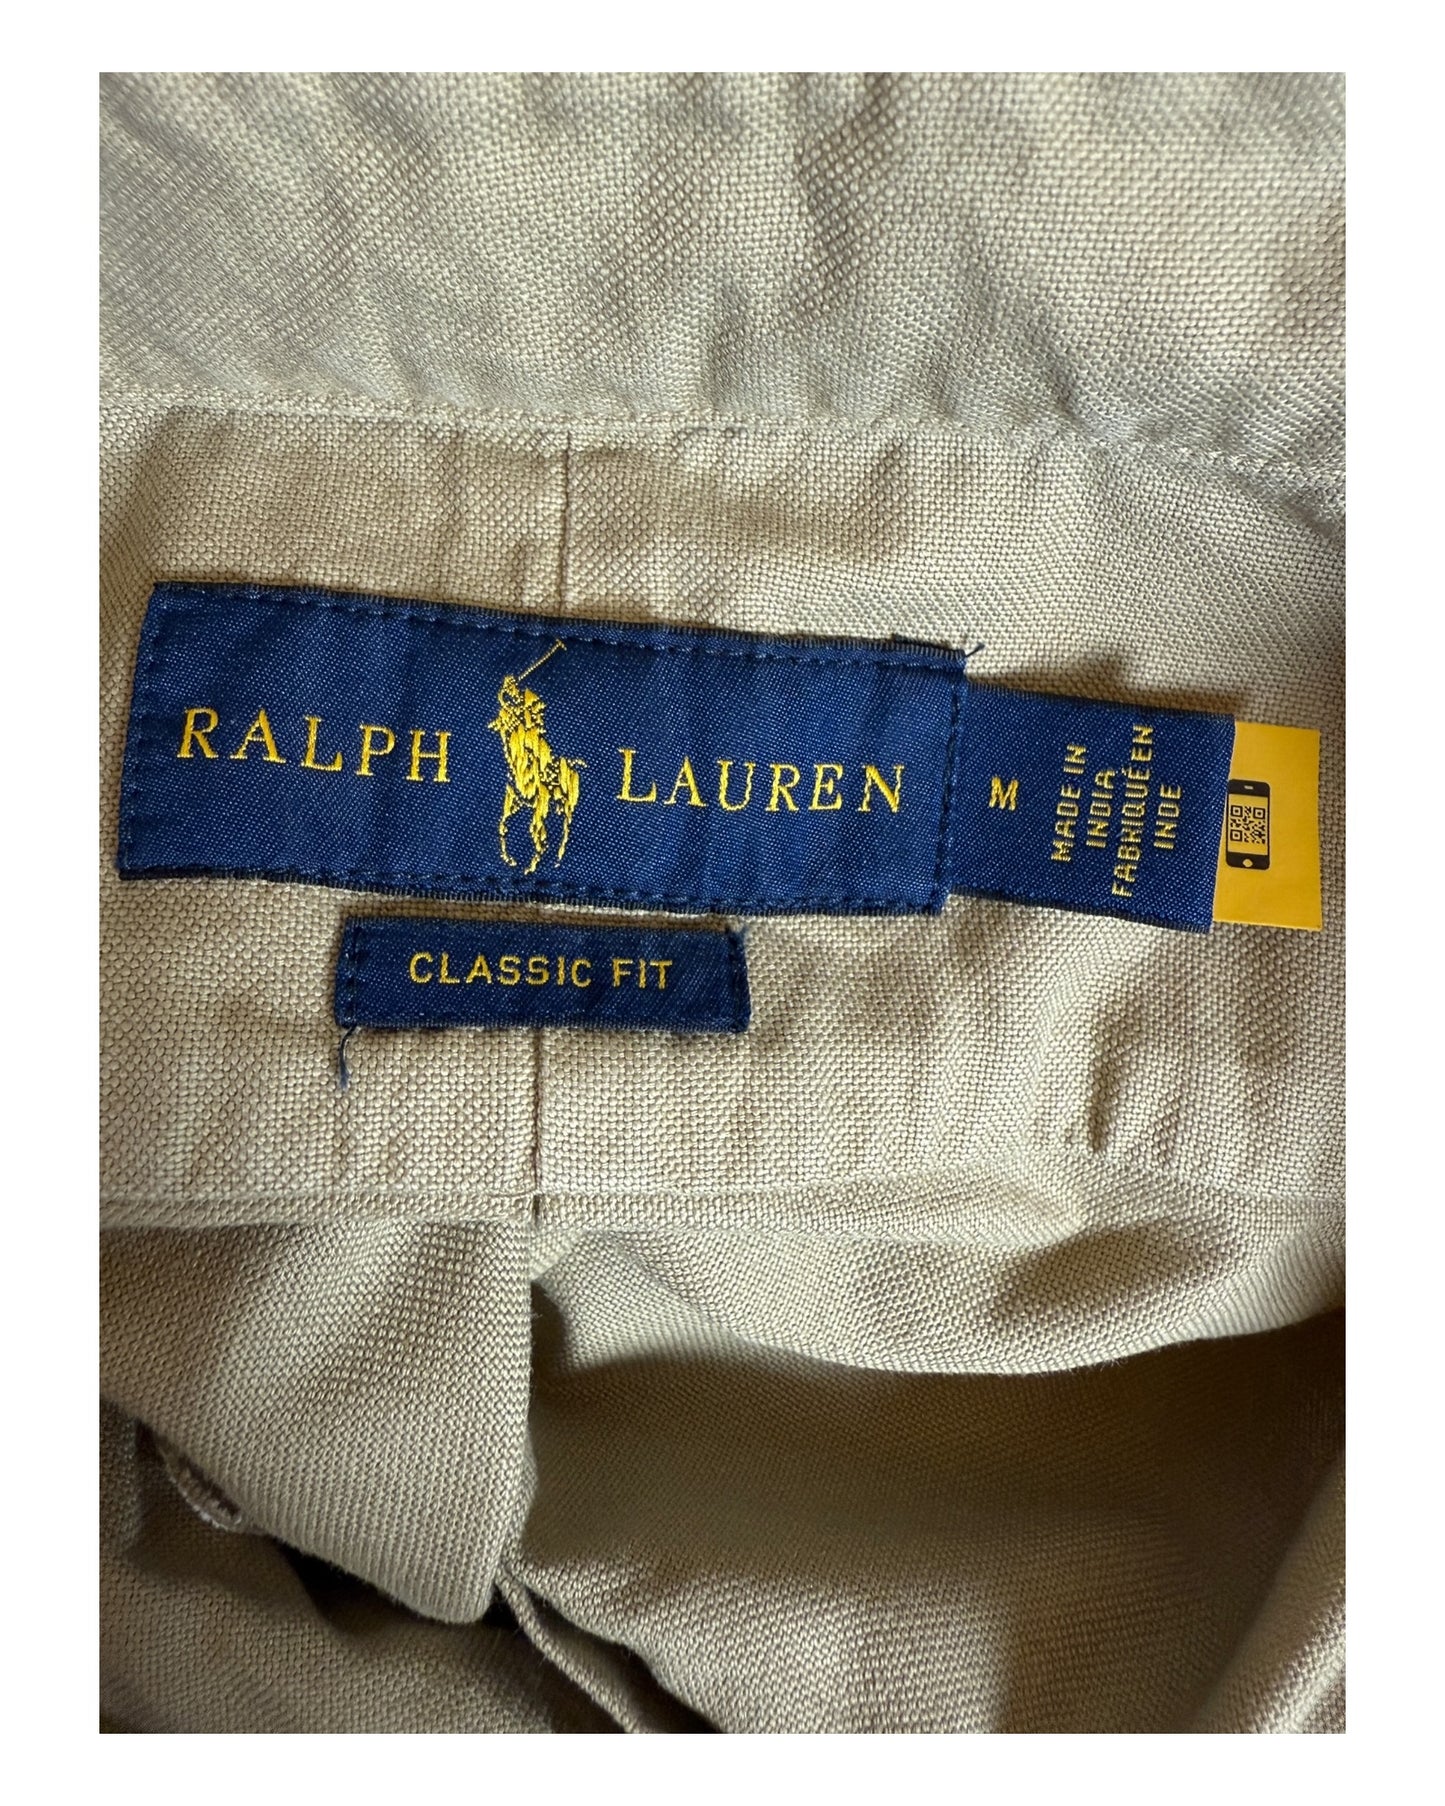 RALPH LAUREN
M
MADE IN
INDIA
FABRIQUÉ EN
INDE
CLASSIC FIT